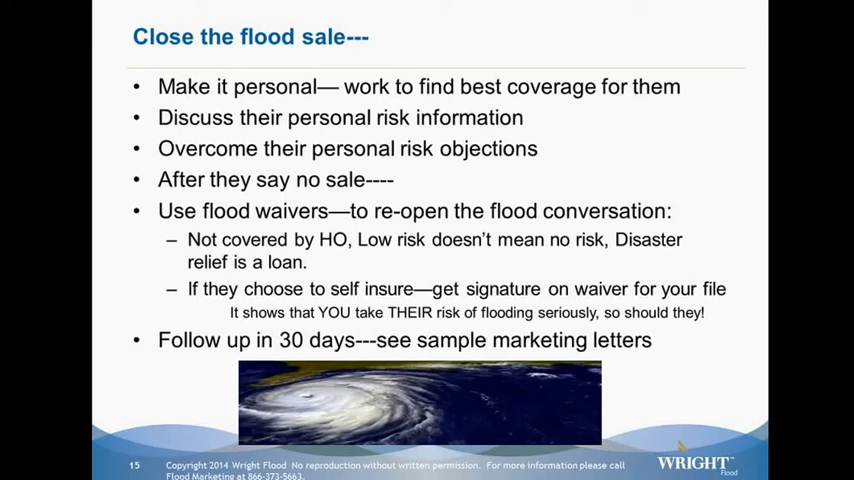 Close the flood sale---
• Make it personal— work to find best coverage for them
• Discuss their personal risk information
• Overcome their personal risk objections
• After they say no sale----
• Use flood waivers—to re-open the flood conversation:
– Not covered by HO, Low risk doesn't mean no risk, Disaster
relief is a loan.
– If they choose to self insure—get signature on waiver for your file
It shows that YOU take THEIR risk of flooding seriously, so should they!
• Follow up in 30 days---see sample marketing letters
15 Copyright 2014 Wright Flood No reproduction without written permission. For more information please call
Flood Marketing at 866-373-5663.
WRIGHT™
Flood